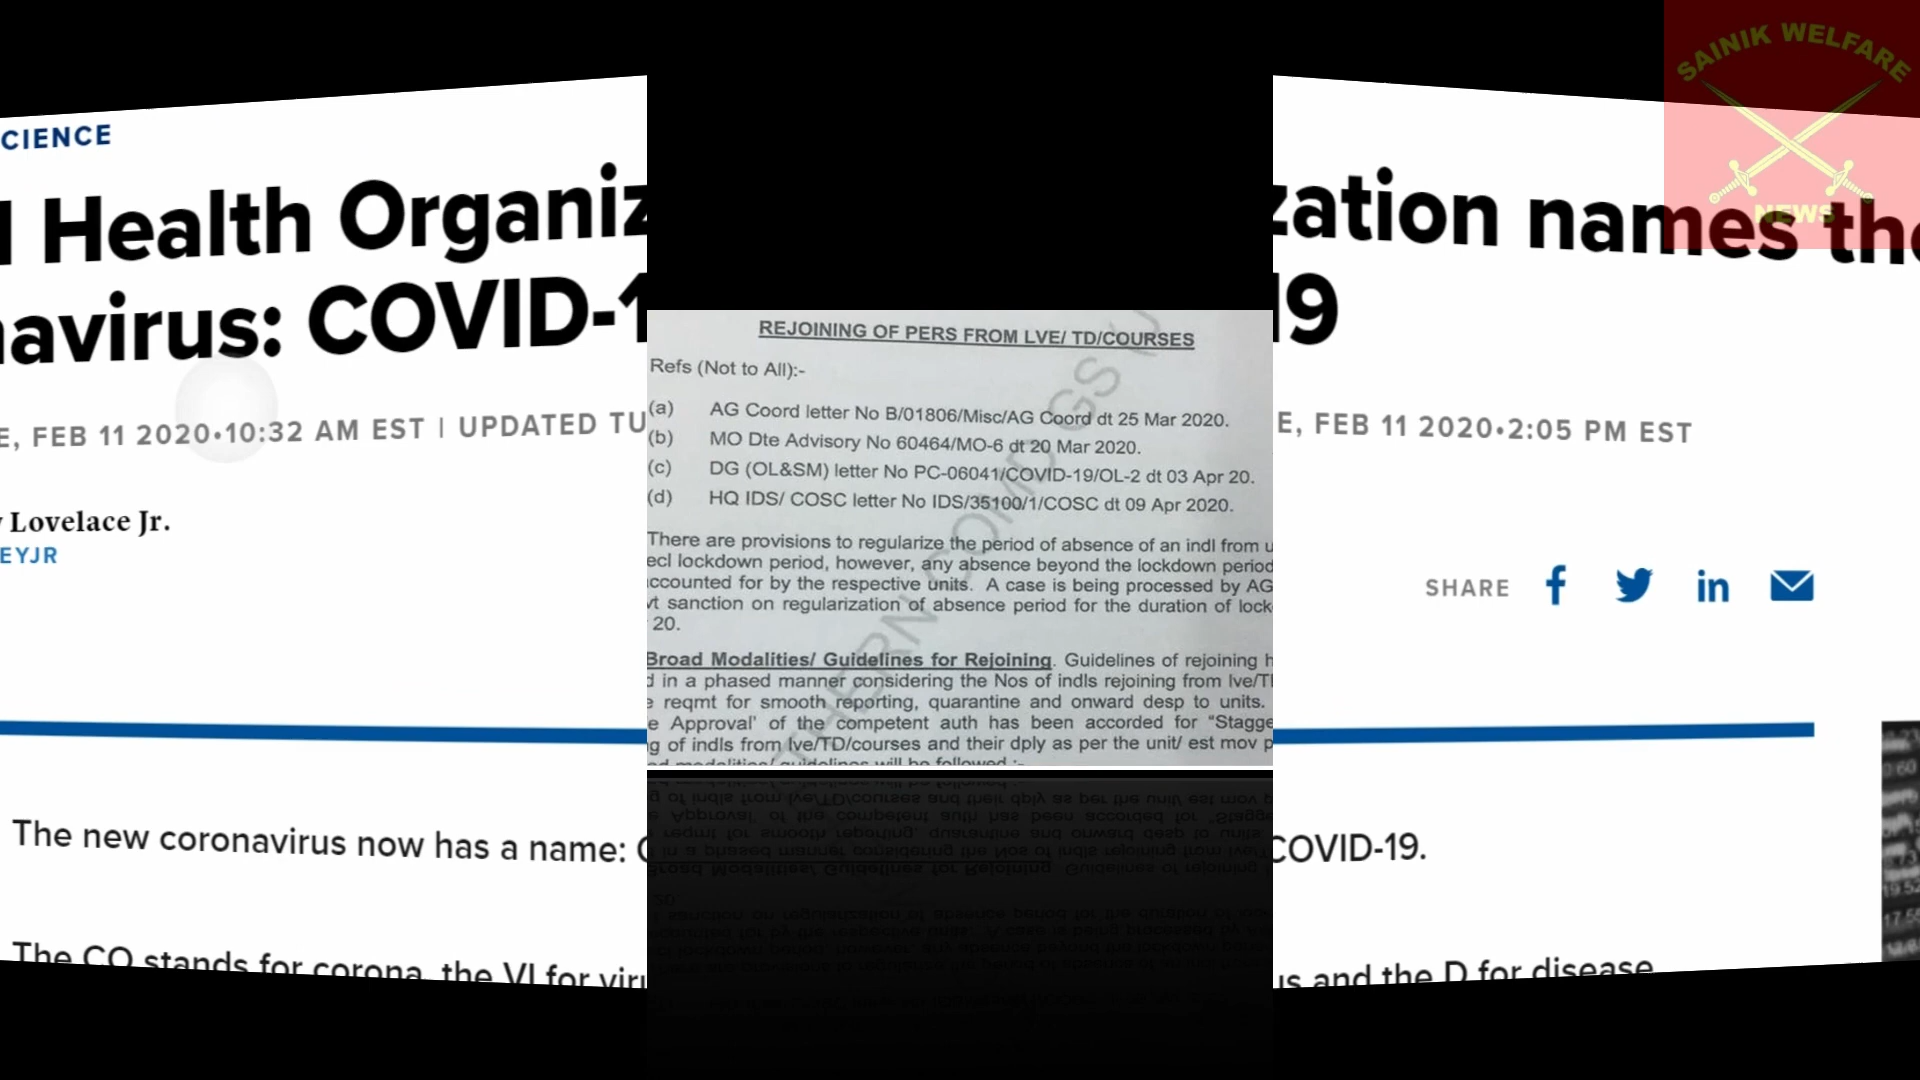 SAINIK WELFARE
NEWS
CIENCE
Health Organiz
zation names the
navirus: COVID-1
19
E, FEB 11 2020•10:32 AM EST | UPDATED TU
E, FEB 11 2020•2:05 PM EST
Lovelace Jr.
EYJR
SHARE
The new coronavirus now has a name:
COVID-19.
The CO stands for corona, the VI for viru
us and the D for disease
REJOINING OF PERS FROM LVE/ TD/COURSES
Refs (Not to All):-
(a) AG Coord letter No B/01806/Misc/AG Coord dt 25 Mar 2020.
(b) MO Dte Advisory No 60464/MO-6 dt 20 Mar 2020.
(c) DG (OL&SM) letter No PC-06041/COVID-19/OL-2 dt 03 Apr 20.
(d) HQ IDS/ COSC letter No IDS/35100/1/COSC dt 09 Apr 2020.
There are provisions to regularize the period of absence of an indl from u
ecl lockdown period, however, any absence beyond the lockdown period
ccounted for by the respective units. A case is being processed by AG
vt sanction on regularization of absence period for the duration of lock
20.
Broad Modalities/ Guidelines for Rejoining. Guidelines of rejoining h
d in a phased manner considering the Nos of indls rejoining from lve/T
e reqmt for smooth reporting, quarantine and onward desp to units.
e Approval' of the competent auth has been accorded for “Stagge
g of indls from lve/TD/courses and their dply as per the unit/ est mov p
ed modalities/ guidelines will be followed :-